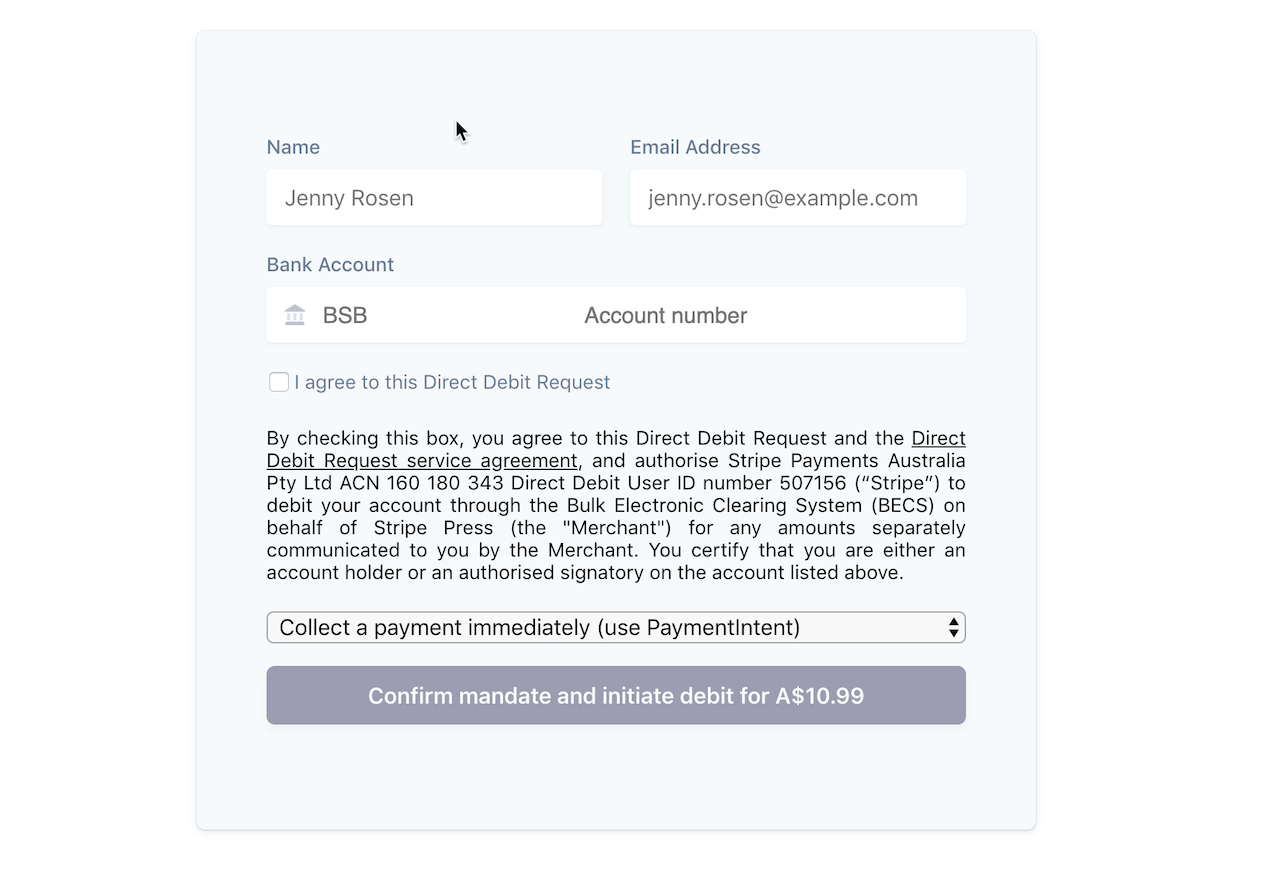 Name
Email Address
Jenny Rosen
jenny.rosen@example.com
Bank Account
BSB
Account number
I agree to this Direct Debit Request
By checking this box, you agree to this Direct Debit Request and the Direct
Debit Request service agreement, and authorise Stripe Payments Australia
Pty Ltd ACN 160 180 343 Direct Debit User ID number 507156 (“Stripe”) to
debit your account through the Bulk Electronic Clearing System (BECS) on
behalf of Stripe Press (the "Merchant") for any amounts separately
communicated to you by the Merchant. You certify that you are either an
account holder or an authorised signatory on the account listed above.
Collect a payment immediately (use PaymentIntent)
Confirm mandate and initiate debit for A$10.99